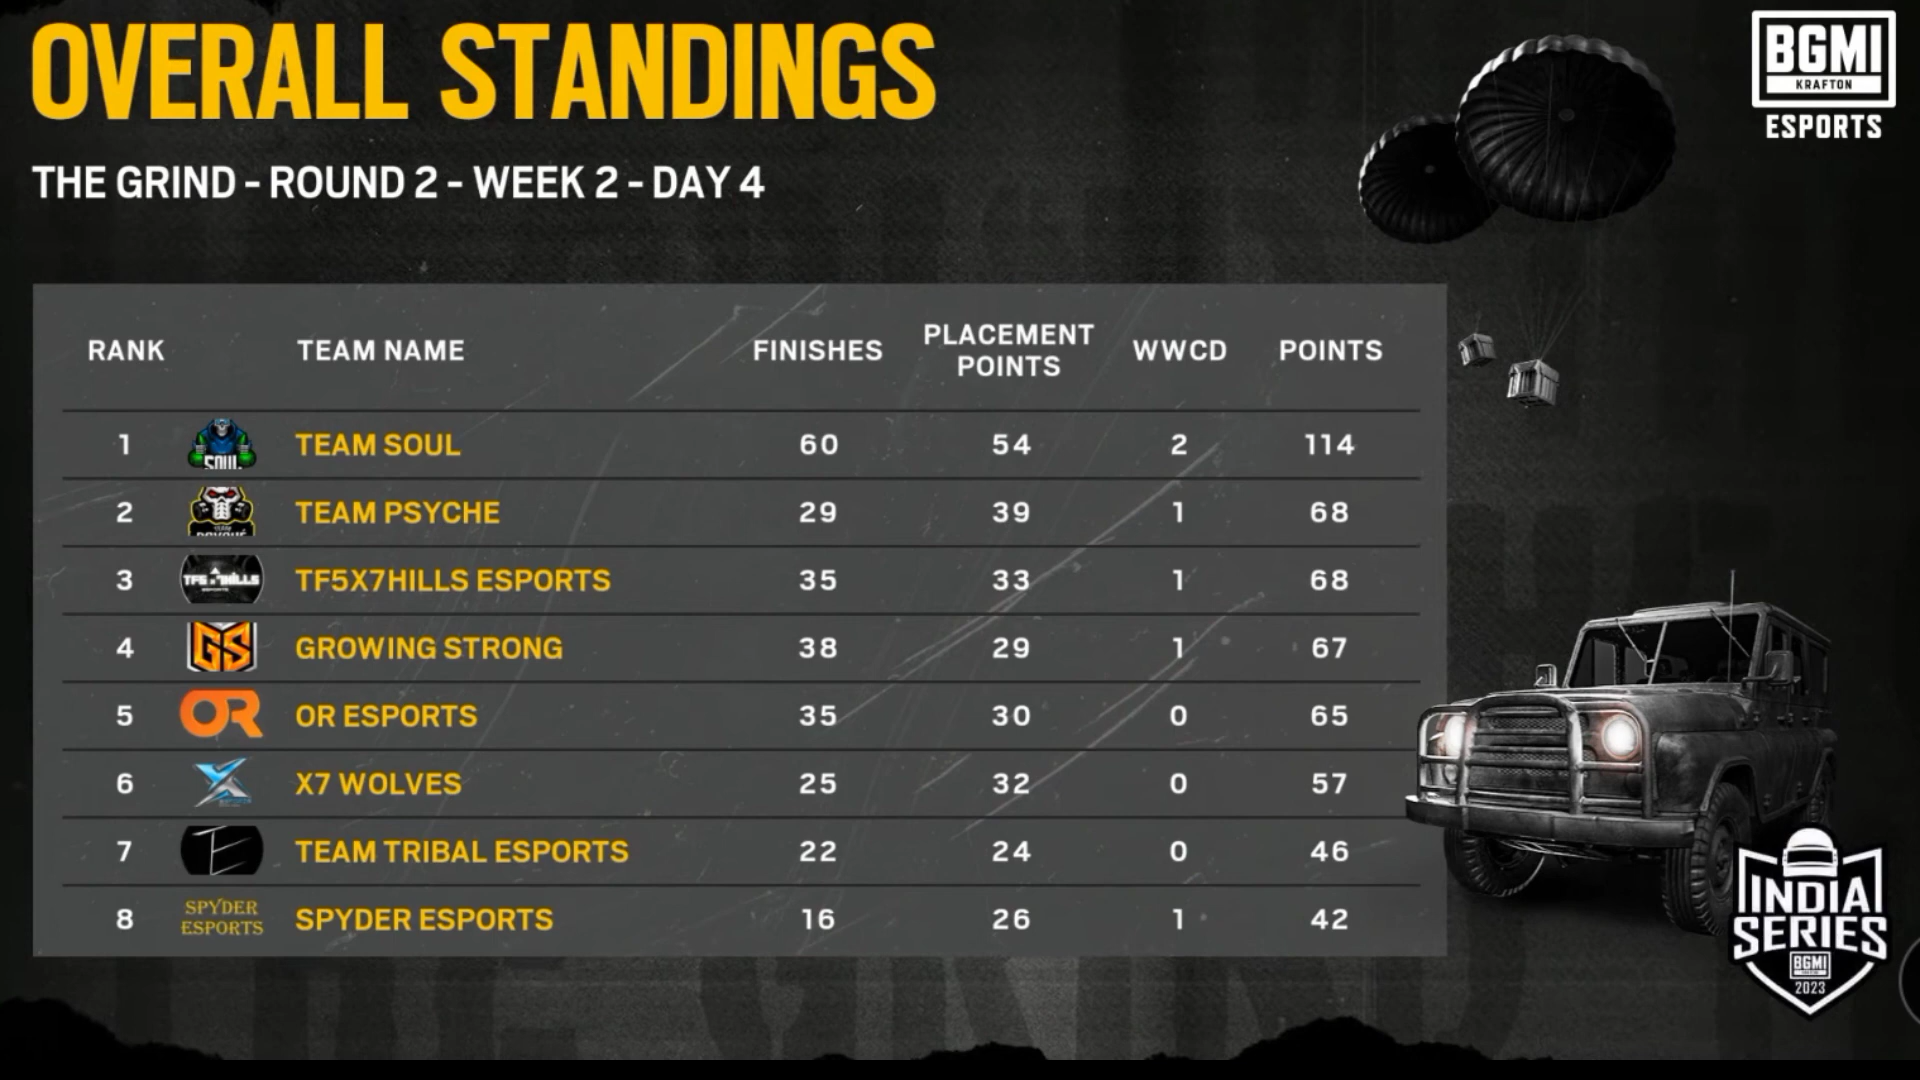 OVERALL STANDINGS
BGMI
KRAFTON
ESPORTS
THE GRIND - ROUND 2 - WEEK 2 - DAY 4
RANK TEAM NAME FINISHES PLACEMENT POINTS WWCD POINTS
1 SOUL TEAM SOUL 60 54 2 114
2 TEAM PSYCHE 29 39 1 68
3 TF5X7HILLS ESPORTS 35 33 1 68
4 GS GROWING STRONG 38 29 1 67
5 OR OR ESPORTS 35 30 0 65
6 X7 WOLVES 25 32 0 57
7 TE TEAM TRIBAL ESPORTS 22 24 0 46
8 SPYDER ESPORTS SPYDER ESPORTS 16 26 1 42
INDIA
SERIES
BGMI
2023